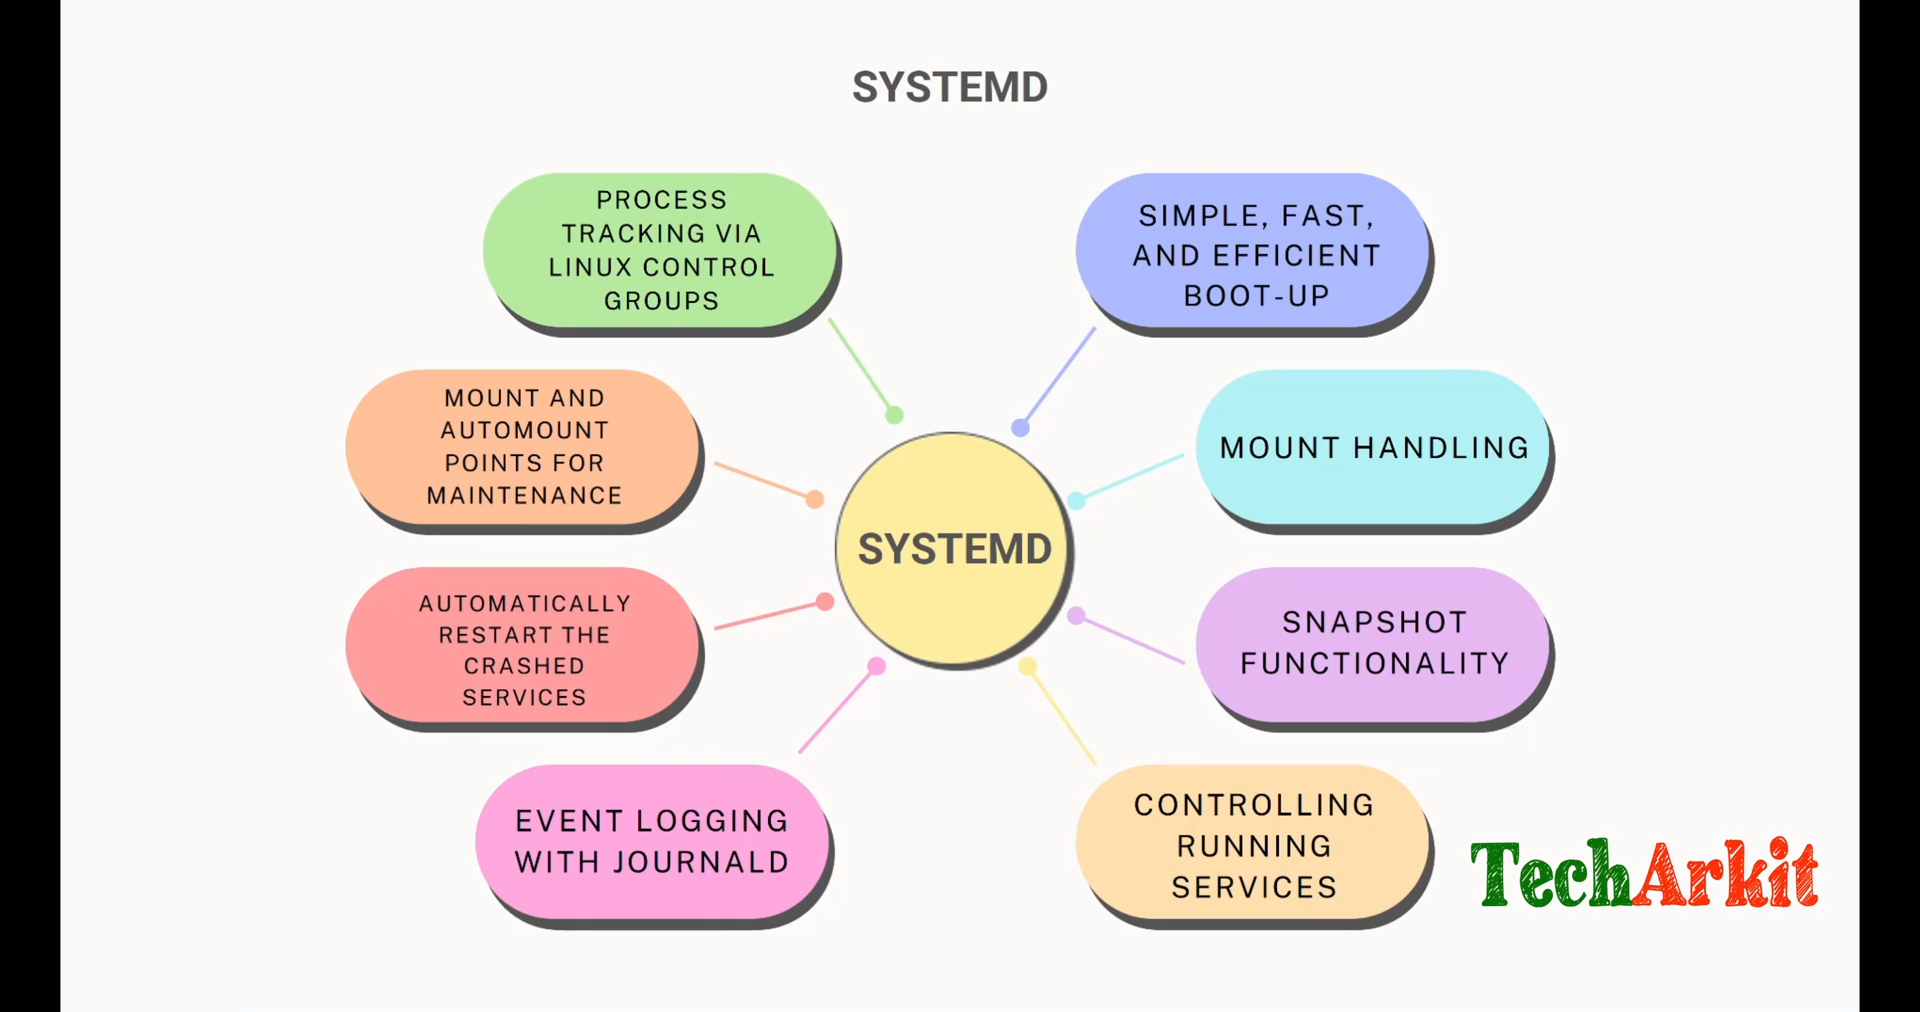 SYSTEMD
PROCESS
TRACKING VIA
LINUX CONTROL
GROUPS
SIMPLE, FAST,
AND EFFICIENT
BOOT-UP
MOUNT AND
AUTOMOUNT
POINTS FOR
MAINTENANCE
MOUNT HANDLING
SYSTEMD
AUTOMATICALLY
RESTART THE
CRASHED
SERVICES
SNAPSHOT
FUNCTIONALITY
EVENT LOGGING
WITH JOURNALD
CONTROLLING
RUNNING
SERVICES
TechArkit